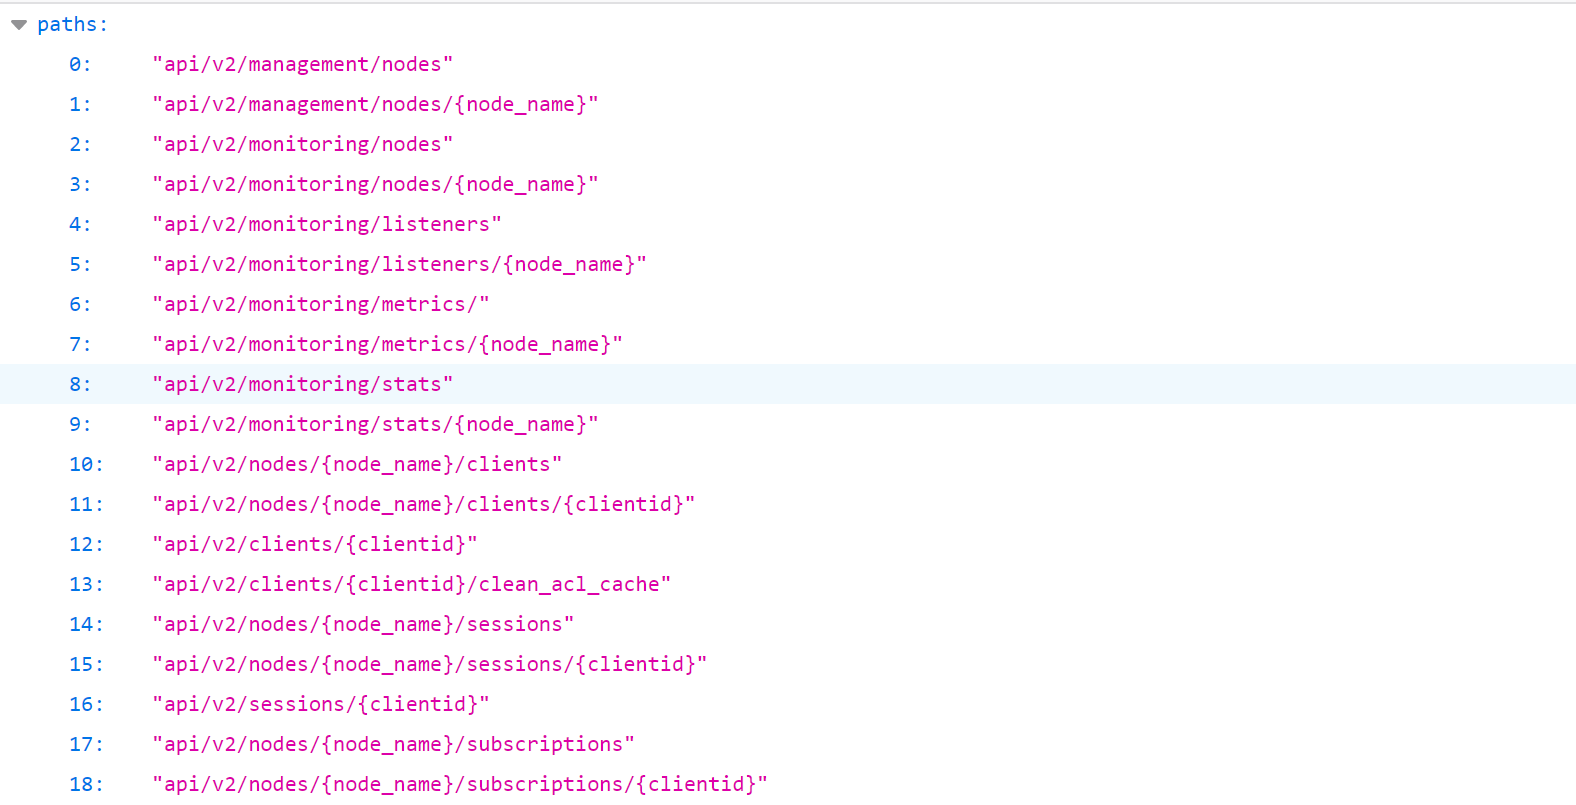 paths:
0: "api/v2/management/nodes"
1: "api/v2/management/nodes/{node_name}"
2: "api/v2/monitoring/nodes"
3: "api/v2/monitoring/nodes/{node_name}"
4: "api/v2/monitoring/listeners"
5: "api/v2/monitoring/listeners/{node_name}"
6: "api/v2/monitoring/metrics/"
7: "api/v2/monitoring/metrics/{node_name}"
8: "api/v2/monitoring/stats"
9: "api/v2/monitoring/stats/{node_name}"
10: "api/v2/nodes/{node_name}/clients"
11: "api/v2/nodes/{node_name}/clients/{clientid}"
12: "api/v2/clients/{clientid}"
13: "api/v2/clients/{clientid}/clean_acl_cache"
14: "api/v2/nodes/{node_name}/sessions"
15: "api/v2/nodes/{node_name}/sessions/{clientid}"
16: "api/v2/sessions/{clientid}"
17: "api/v2/nodes/{node_name}/subscriptions"
18: "api/v2/nodes/{node_name}/subscriptions/{clientid}"